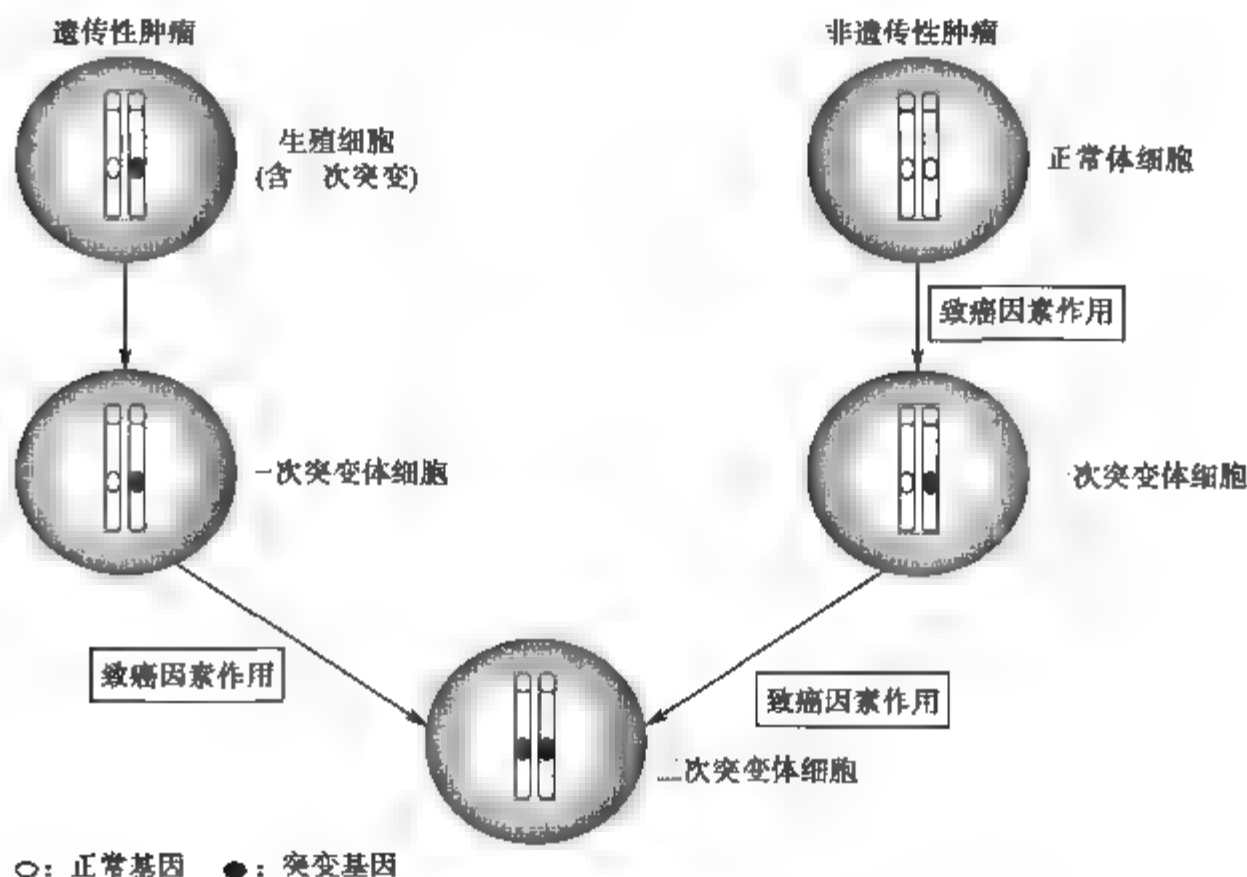 遗传性肿瘤
非遗传性肿瘤
生殖细胞
(含 次突变)
正常体细胞
致癌因素作用
一次突变体细胞
次突变体细胞
致癌因素作用
致癌因素作用
二次突变体细胞
○：正常基因 ●：突变基因